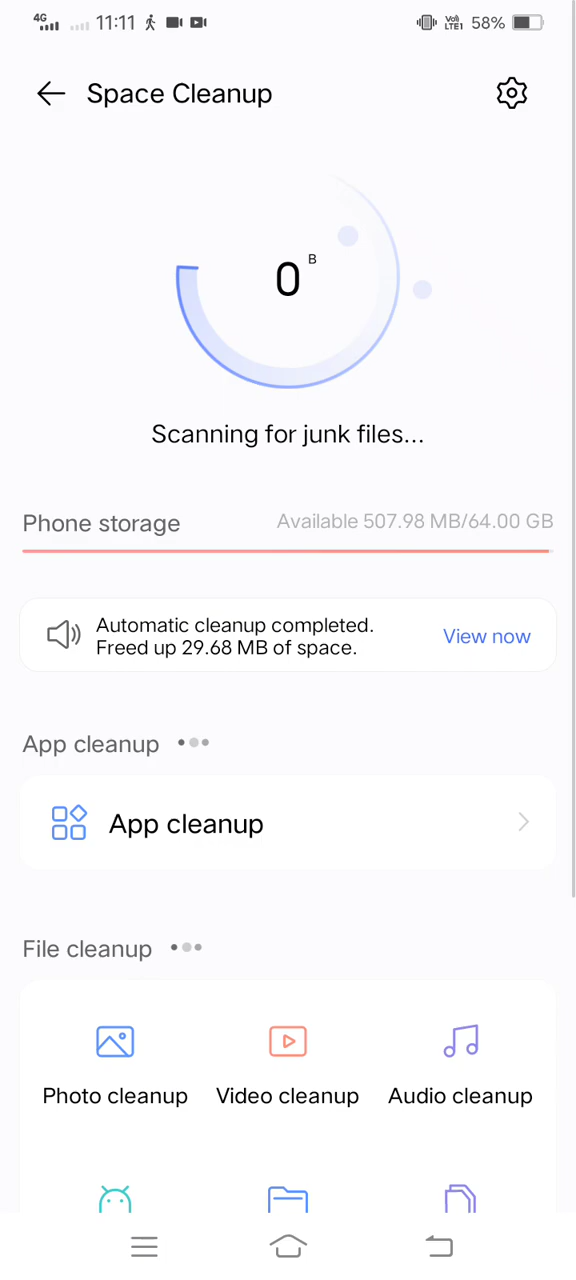 4G 11:11 Vo) LTE1 58%
Space Cleanup
0 B
Scanning for junk files...
Phone storage Available 507.98 MB/64.00 GB
Automatic cleanup completed.
Freed up 29.68 MB of space.
View now
App cleanup
App cleanup
File cleanup
Photo cleanup Video cleanup Audio cleanup